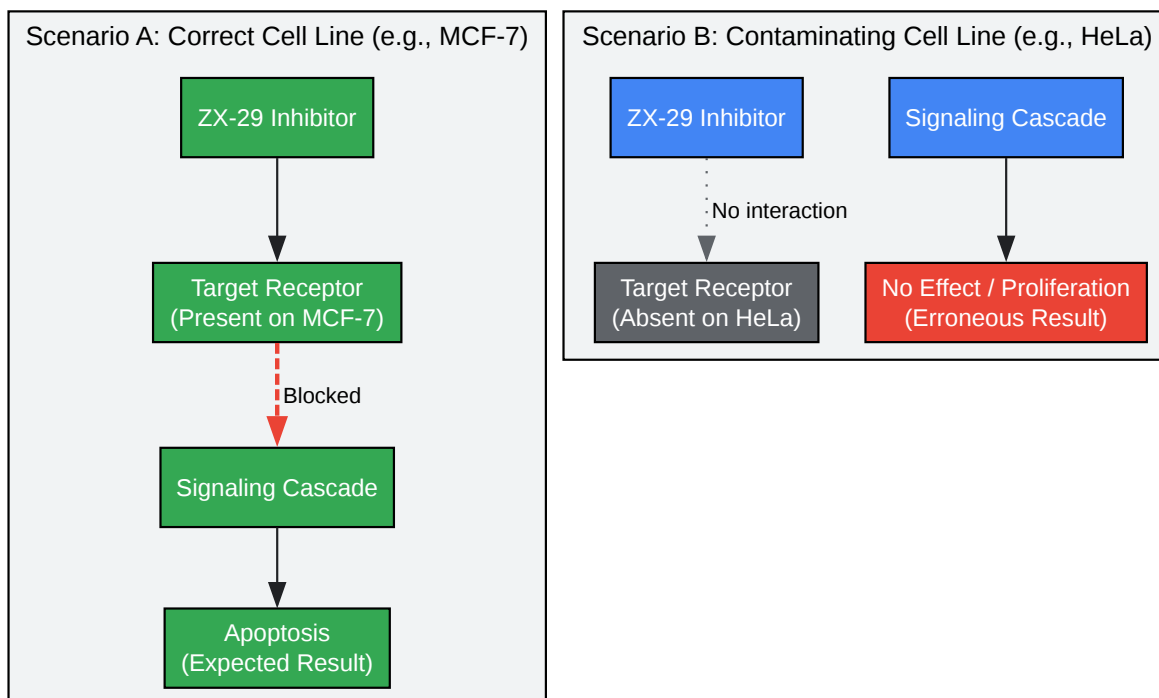 Scenario A: Correct Cell Line (e.g., MCF-7)
ZX-29 Inhibitor
Target Receptor
(Present on MCF-7)
Blocked
Signaling Cascade
Apoptosis
(Expected Result)
Scenario B: Contaminating Cell Line (e.g., HeLa)
ZX-29 Inhibitor
Signaling Cascade
No interaction
Target Receptor
(Absent on HeLa)
No Effect / Proliferation
(Erroneous Result)